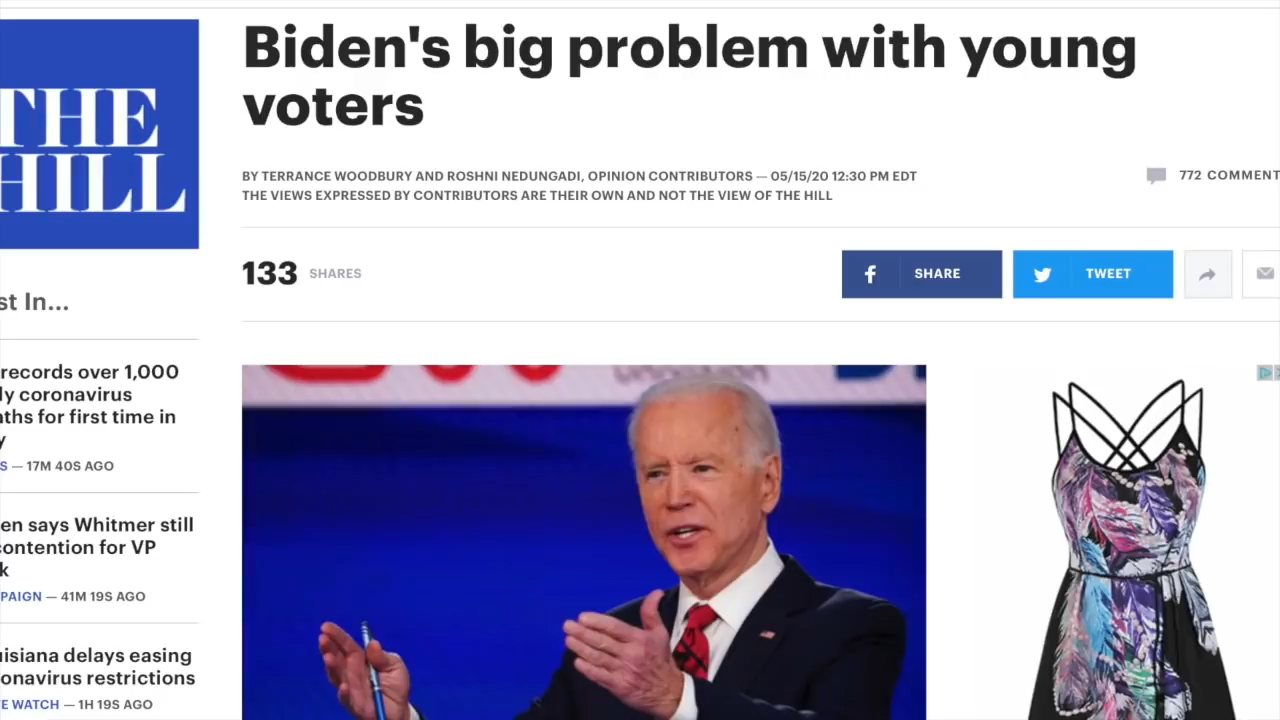 Biden's big problem with young
voters
THE
HILL
BY TERRANCE WOODBURY AND ROSHNI NEDUNGADI, OPINION CONTRIBUTORS — 05/15/20 12:30 PM EDT
THE VIEWS EXPRESSED BY CONTRIBUTORS ARE THEIR OWN AND NOT THE VIEW OF THE HILL
772 COMMENT
133 SHARES
SHARE
TWEET
st In...
records over 1,000
ly coronavirus
aths for first time in
y
S — 17M 40S AGO
en says Whitmer still
contention for VP
k
PAIGN — 41M 19S AGO
uisiana delays easing
onavirus restrictions
E WATCH — 1H 19S AGO